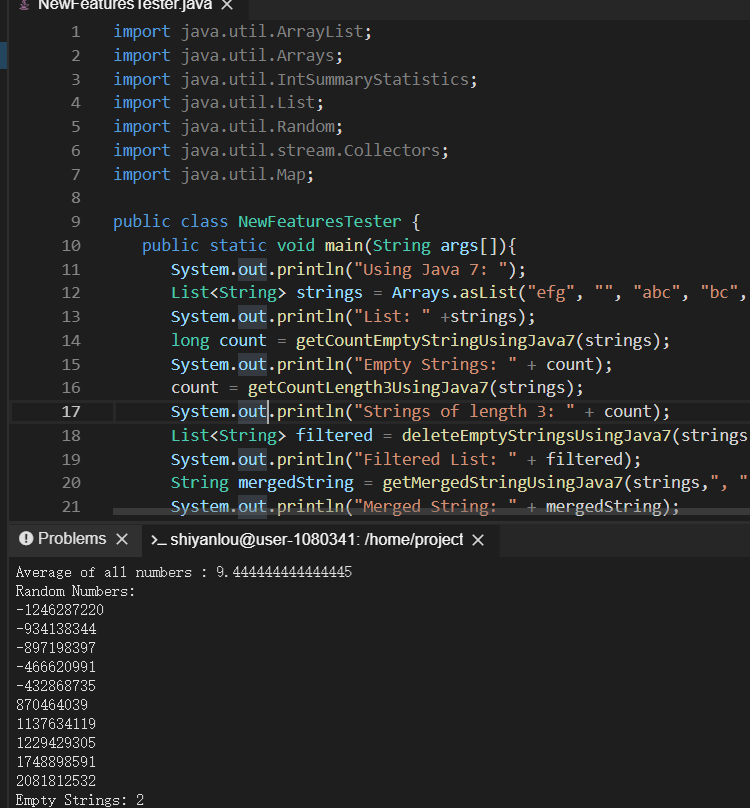 NewFeaturesTester.java ×
1 import java.util.ArrayList;
2 import java.util.Arrays;
3 import java.util.IntSummaryStatistics;
4 import java.util.List;
5 import java.util.Random;
6 import java.util.stream.Collectors;
7 import java.util.Map;
8
9 public class NewFeaturesTester {
10 public static void main(String args[]){
11 System.out.println("Using Java 7: ");
12 List<String> strings = Arrays.asList("efg", "", "abc", "bc",
13 System.out.println("List: " +strings);
14 long count = getCountEmptyStringUsingJava7(strings);
15 System.out.println("Empty Strings: " + count);
16 count = getCountLength3UsingJava7(strings);
17 System.out.println("Strings of length 3: " + count);
18 List<String> filtered = deleteEmptyStringsUsingJava7(strings
19 System.out.println("Filtered List: " + filtered);
20 String mergedString = getMergedStringUsingJava7(strings,", "
21 System.out.println("Merged String: " + mergedString);
Problems × >_ shiyanlou@user-1080341: /home/project ×
Average of all numbers : 9.444444444444445
Random Numbers:
-1246287220
-934138344
-897198397
-466620991
-432868735
870464039
1137634119
1229429305
1748898591
2081812532
Empty Strings: 2